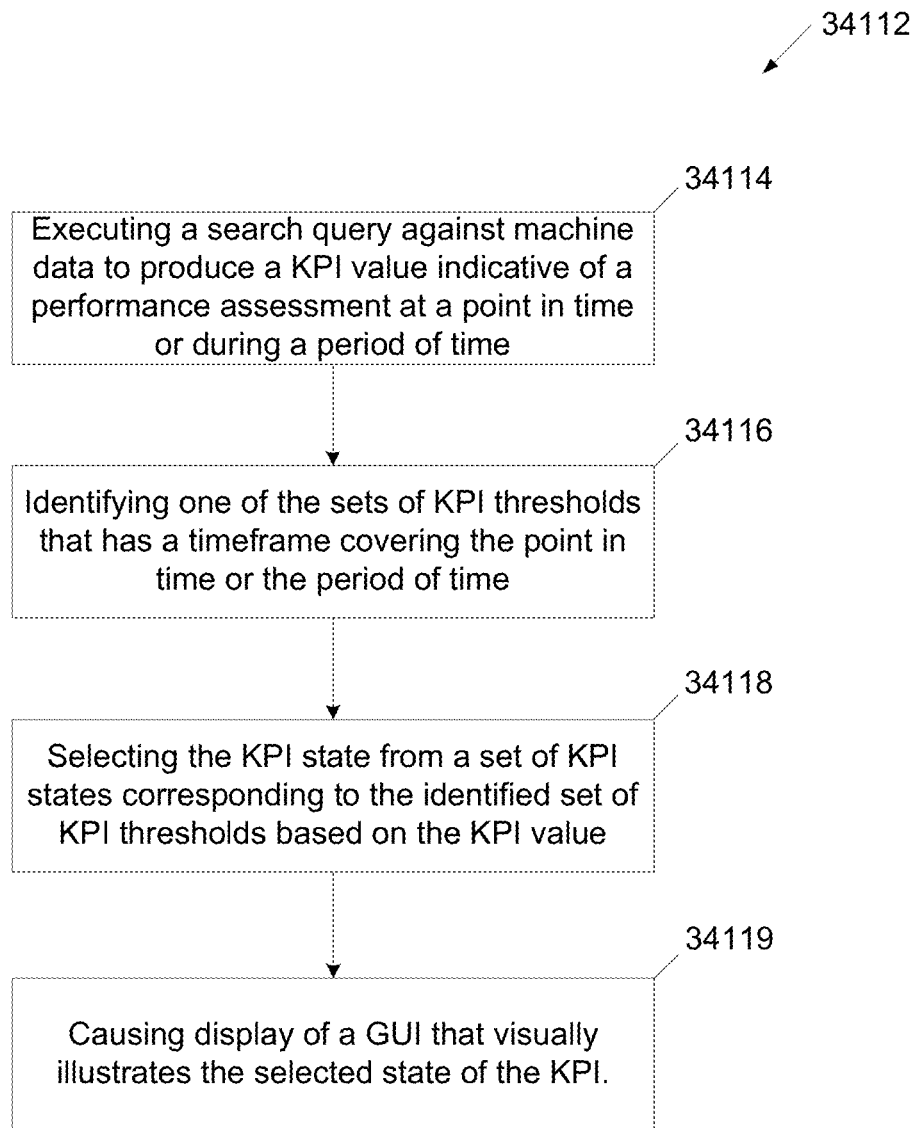 34112
34114
Executing a search query against machine
data to produce a KPI value indicative of a
performance assessment at a point in time
or during a period of time
34116
Identifying one of the sets of KPI thresholds
that has a timeframe covering the point in
time or the period of time
34118
Selecting the KPI state from a set of KPI
states corresponding to the identified set of
KPI thresholds based on the KPI value
34119
Causing display of a GUI that visually
illustrates the selected state of the KPI.